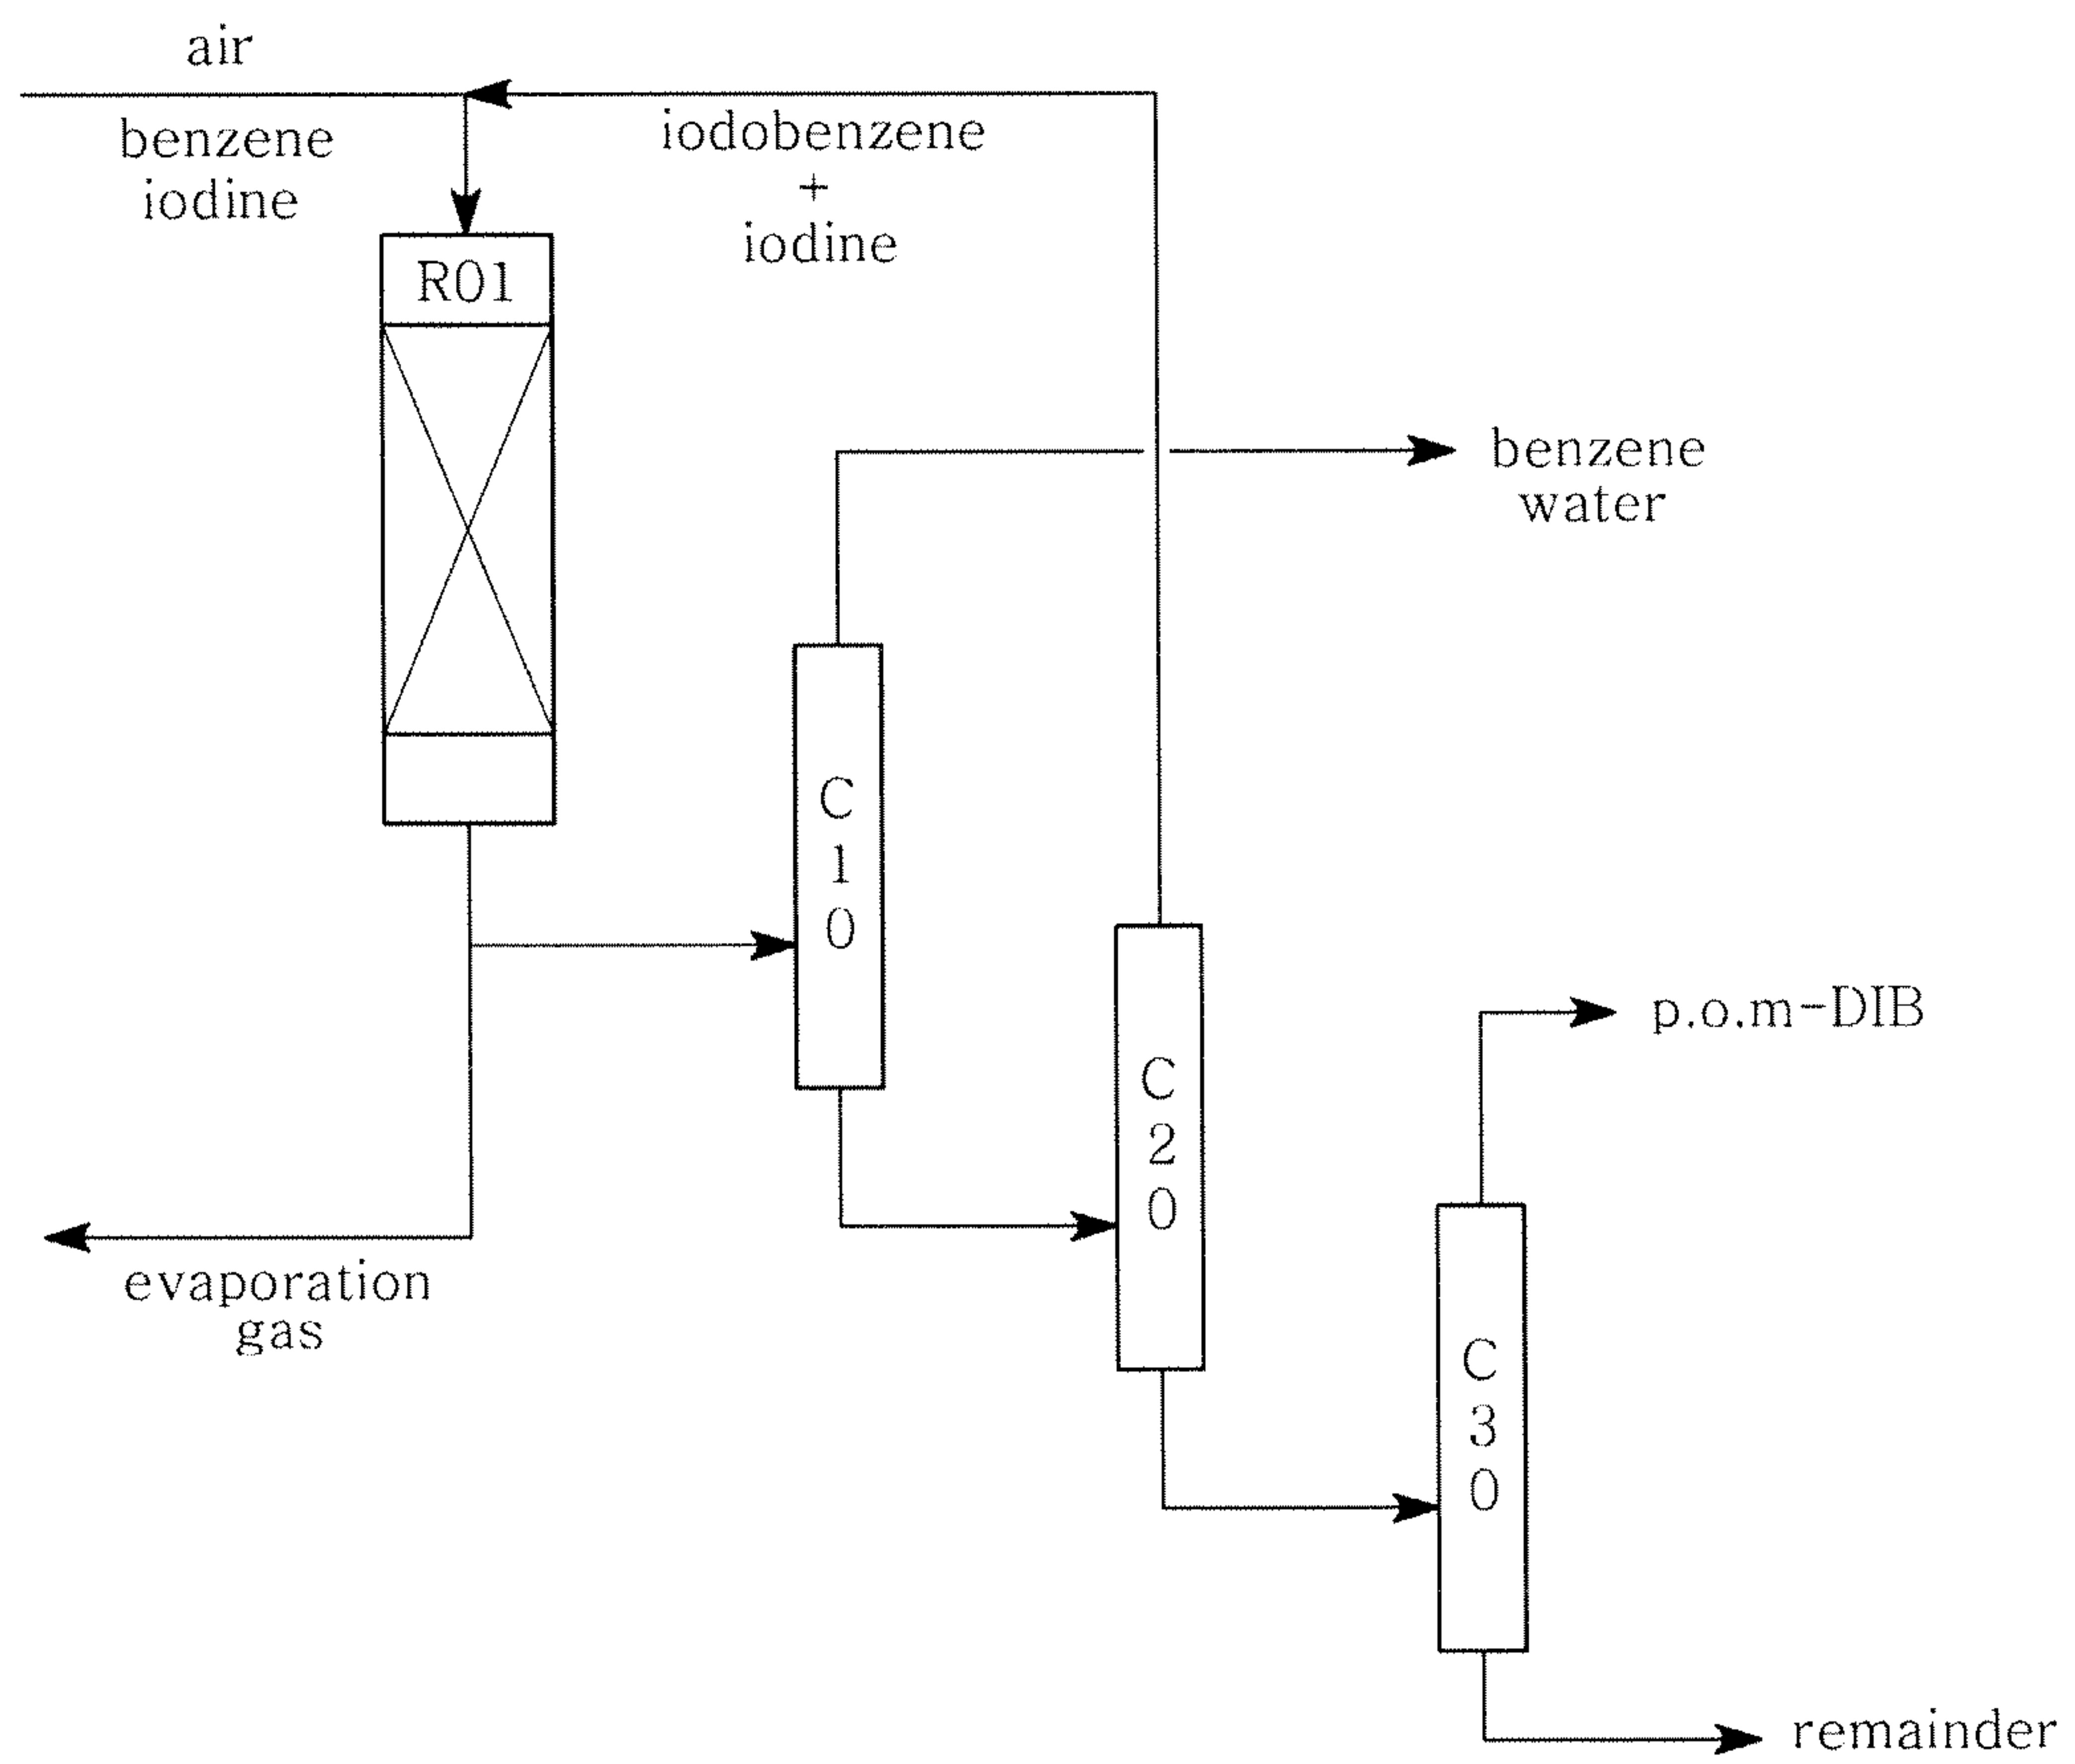 air
benzene
iodine
iodobenzene
+
iodine
R01
benzene
water
C
1
0
C
2
0
p.o.m-DIB
evaporation
gas
C
3
0
remainder